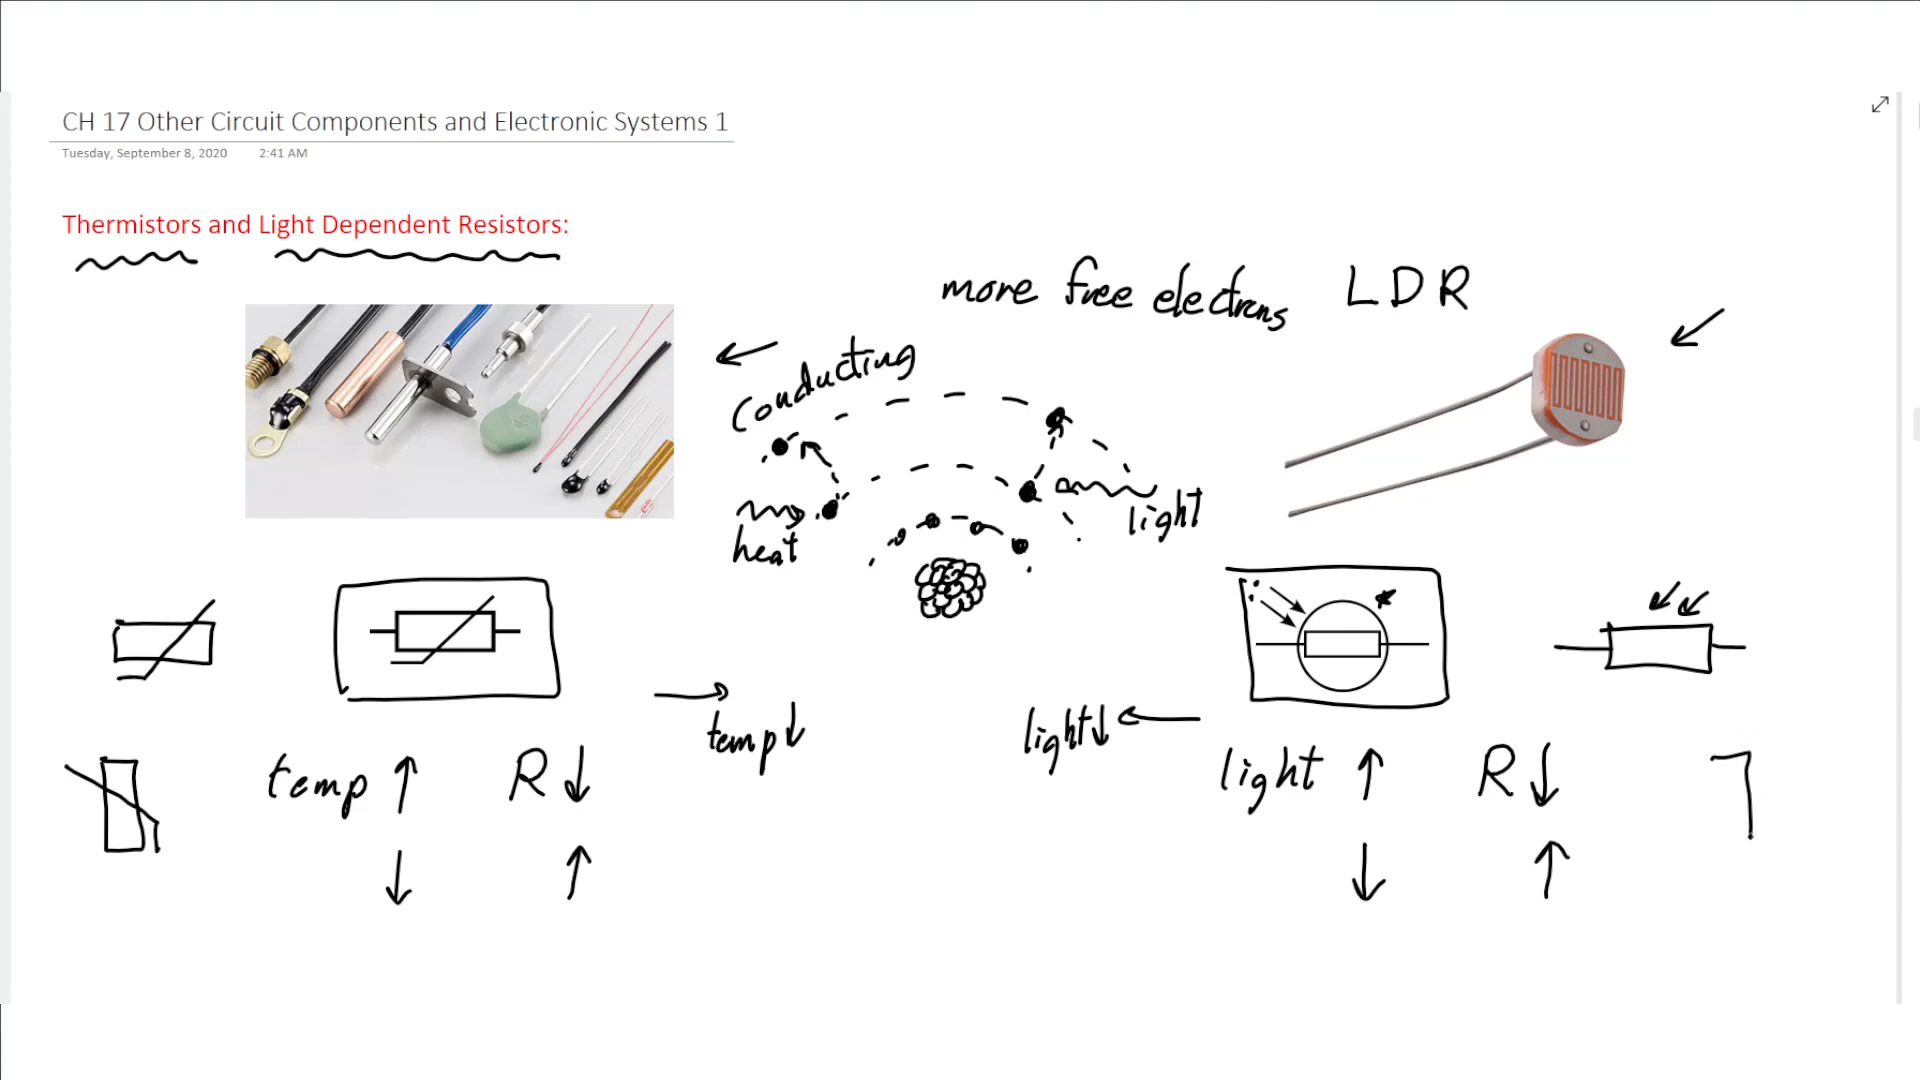 CH 17 Other Circuit Components and Electronic Systems 1
Tuesday, September 8, 2020 2:41 AM
Thermistors and Light Dependent Resistors:
more free electrons LDR
Conducting
heat
light
temp↓
light↓
temp ↑ R↓
↓ ↑
light ↑ R↓
↓ ↑